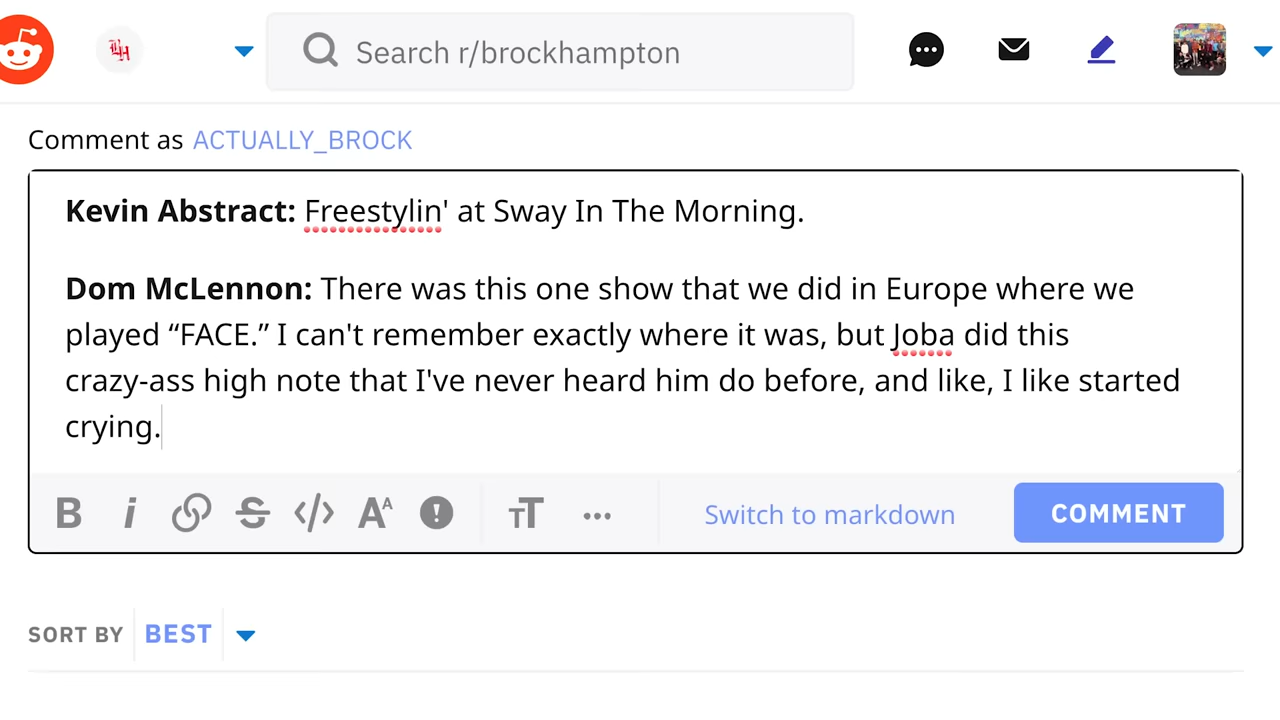 BH
Search r/brockhampton
Comment as ACTUALLY_BROCK
Kevin Abstract: Freestylin' at Sway In The Morning.
Dom McLennon: There was this one show that we did in Europe where we
played “FACE.” I can't remember exactly where it was, but Joba did this
crazy-ass high note that I've never heard him do before, and like, I like started
crying.
B i S </> AA ! TT ...
Switch to markdown
COMMENT
SORT BY BEST